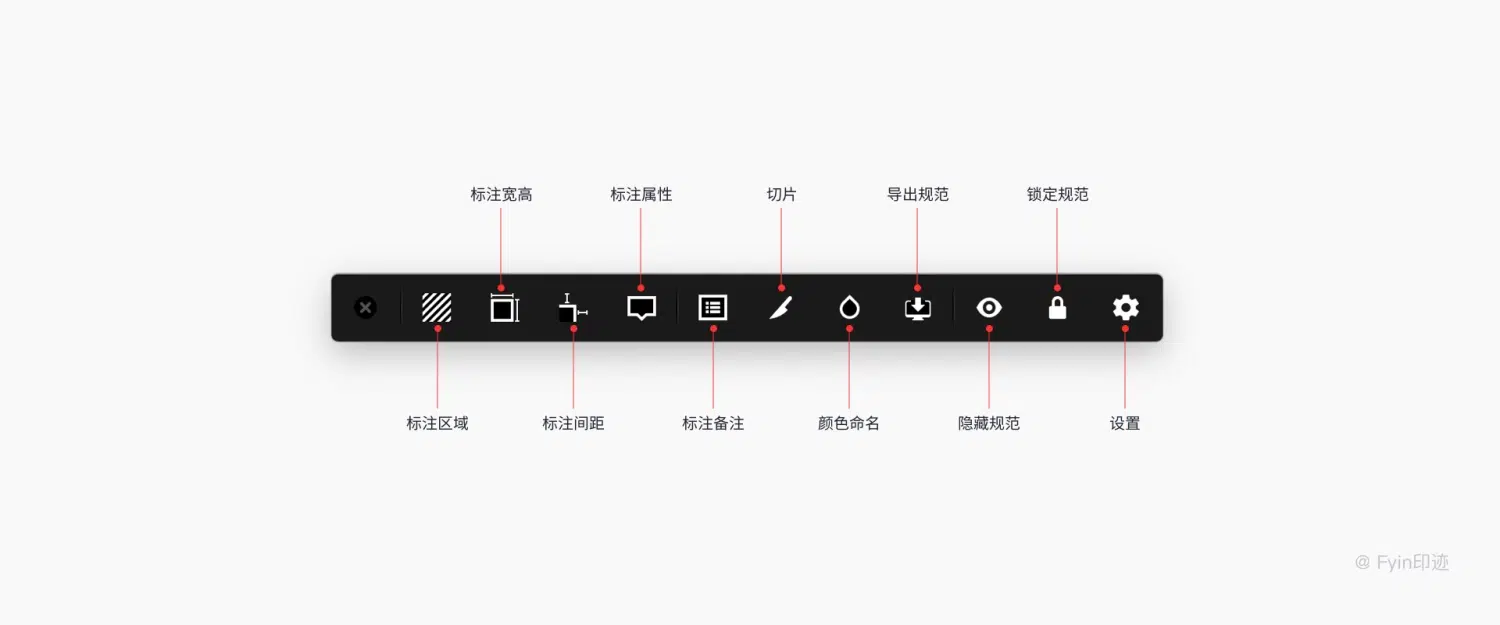 标注宽高
标注属性
切片
导出规范
锁定规范
标注区域
标注间距
标注备注
颜色命名
隐藏规范
设置
@ Fyin印迹